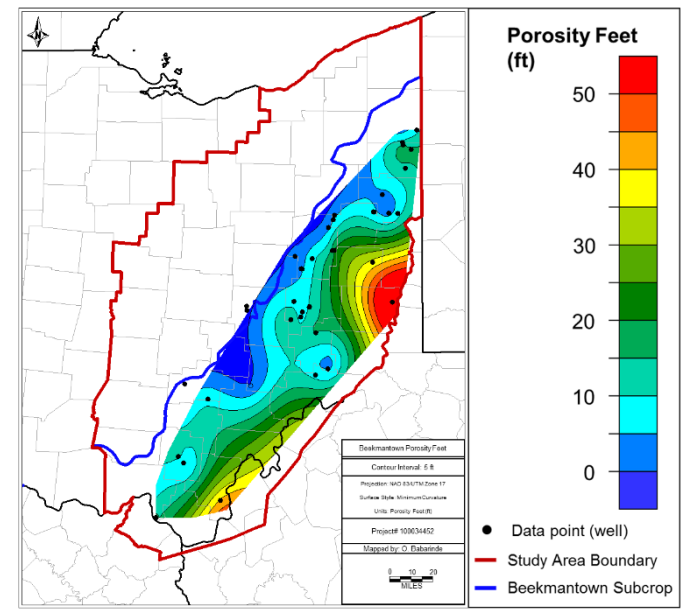 Porosity Feet
(ft)
50
40
30
20
10
0
Data point (well)
Study Area Boundary
Beekmantown Subcrop
Beekmantown Porosity Feet
Contour Interval: 5 ft
Projection: NAD 83/UTM Zone 17
Surface Style: Minimum Curvature
Units: Porosity Feet (ft)
Project# 100034452
Mapped by: O. Babarinde
0 10 20
MILES